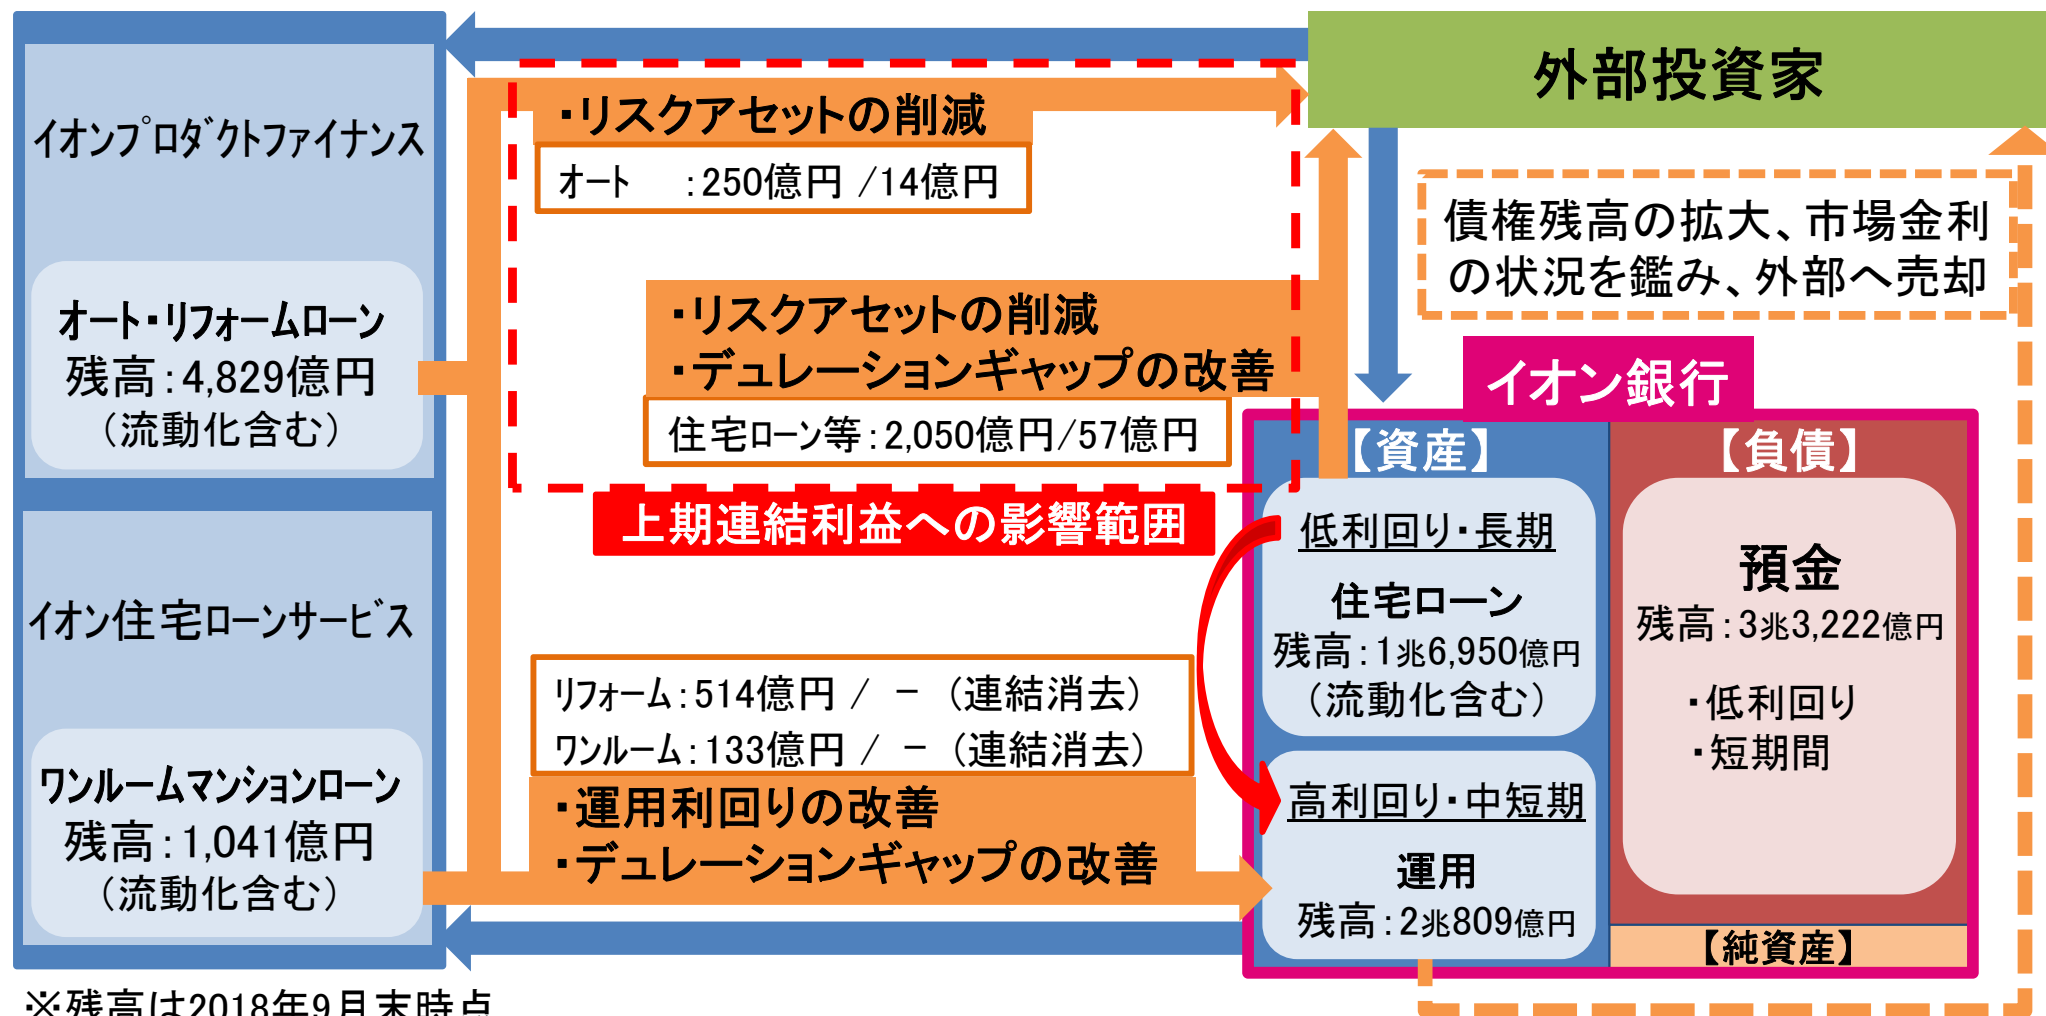 外部投資家
イオンプロダクトファイナンス
・リスクアセットの削減
オート　:250億円 /14億円
債権残高の拡大、市場金利
の状況を鑑み、外部へ売却
オート・リフォームローン
残高:4,829億円
（流動化含む）
・リスクアセットの削減
・デュレーションギャップの改善
住宅ローン等:2,050億円/57億円
上期連結利益への影響範囲
イオン銀行
【資産】
【負債】
低利回り・長期
住宅ローン
残高:1兆6,950億円
（流動化含む）
預金
残高:3兆3,222億円
・低利回り
・短期間
イオン住宅ローンサービス
リフォーム:514億円 / － （連結消去）
ワンルーム:133億円 / － （連結消去）
・運用利回りの改善
・デュレーションギャップの改善
ワンルームマンションローン
残高:1,041億円
（流動化含む）
高利回り・中短期
運用
残高:2兆809億円
【純資産】
※残高は2018年9月末時点